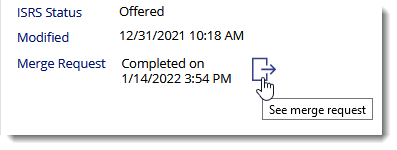 ISRS Status Offered
Modified 12/31/2021 10:18 AM
Merge Request Completed on
1/14/2022 3:54 PM
See merge request